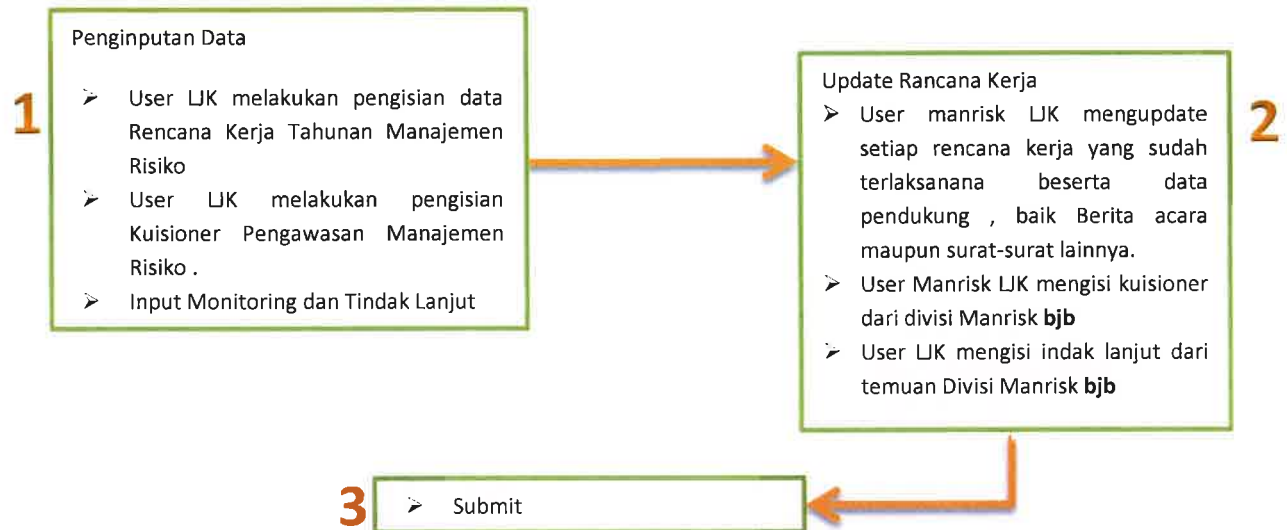 1
Penginputan Data
➢ User LJK melakukan pengisian data
Rencana Kerja Tahunan Manajemen
Risiko
➢ User LJK melakukan pengisian
Kuisioner Pengawasan Manajemen
Risiko .
➢ Input Monitoring dan Tindak Lanjut
2
Update Rancana Kerja
➢ User manrisk LJK mengupdate
setiap rencana kerja yang sudah
terlaksanana beserta data
pendukung , baik Berita acara
maupun surat-surat lainnya.
➢ User Manrisk LJK mengisi kuisioner
dari divisi Manrisk bjb
➢ User LJK mengisi indak lanjut dari
temuan Divisi Manrisk bjb
3
➢ Submit